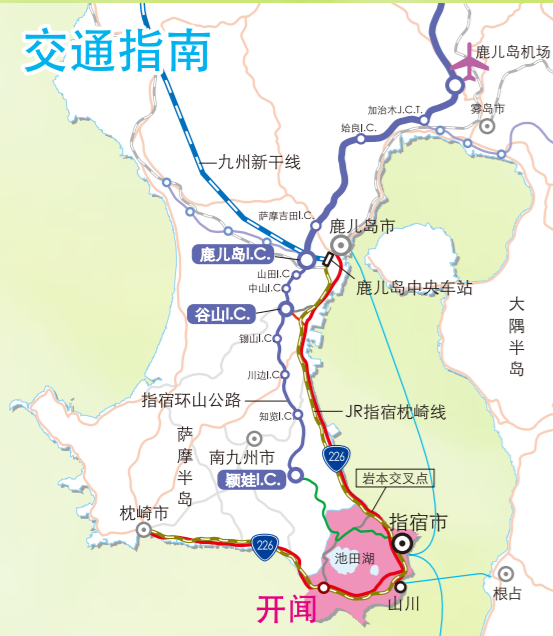 交通指南
鹿儿岛机场
加治木J.C.T.
雾岛市
姶良I.C.
九州新干线
萨摩吉田I.C.
鹿儿岛市
鹿儿岛I.C.
山田I.C.
鹿儿岛中央车站
中山I.C.
大隅半岛
谷山I.C.
锄山I.C.
川边I.C.
指宿环山公路
JR指宿枕崎线
知览I.C.
萨摩半岛
南九州市
226
颖娃I.C.
岩本交叉点
枕崎市
指宿市
226
池田湖
根占
开闻
山川